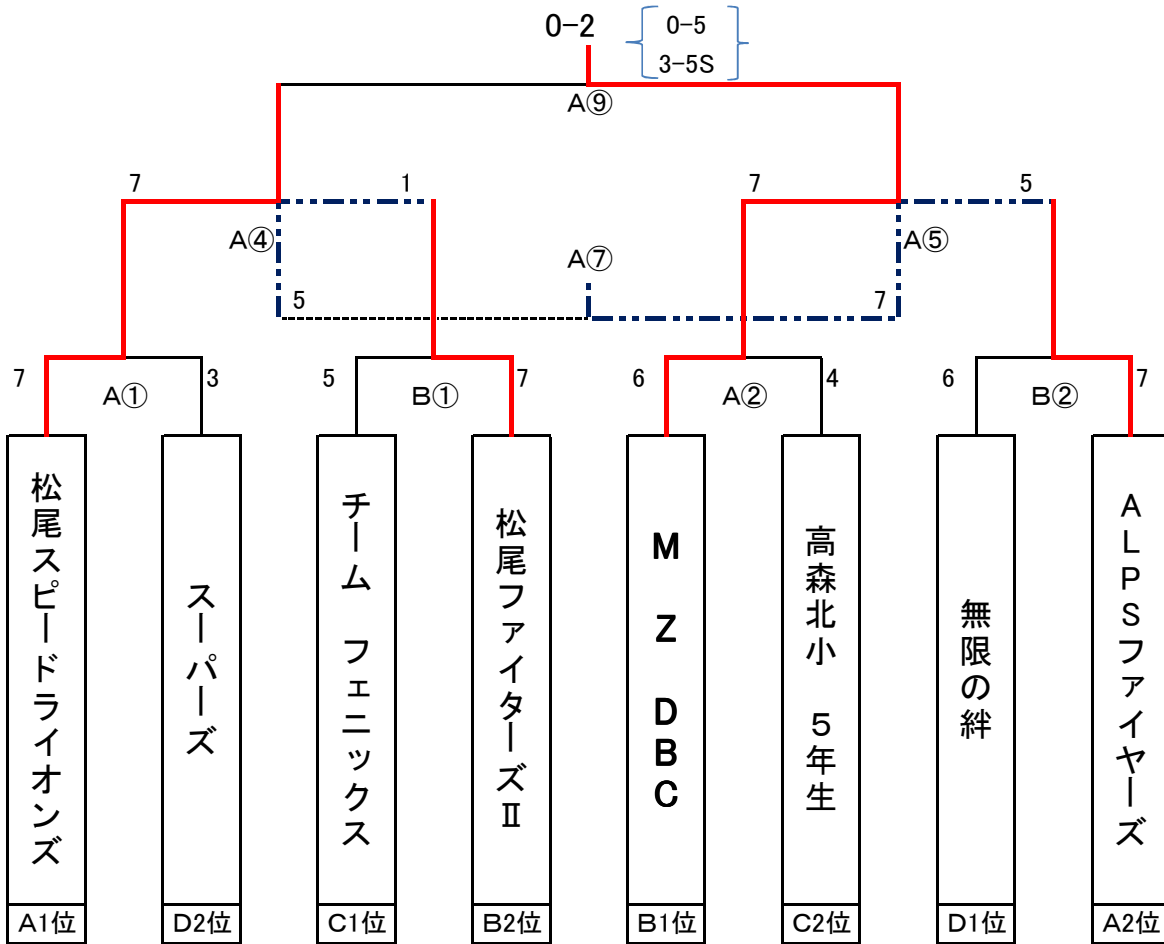 0-2
0-5
3-5S
A⑨
7
1
7
5
A④
A⑤
A⑦
5
7
7
3
5
7
6
4
6
7
A①
B①
A②
B②
松尾スピードライオンズ
スーパーズ
チーム フェニックス
松尾ファイターズⅡ
M Z DBC
高森北小 5年生
無限の絆
ALPSファイヤーズ
A1位
D2位
C1位
B2位
B1位
C2位
D1位
A2位